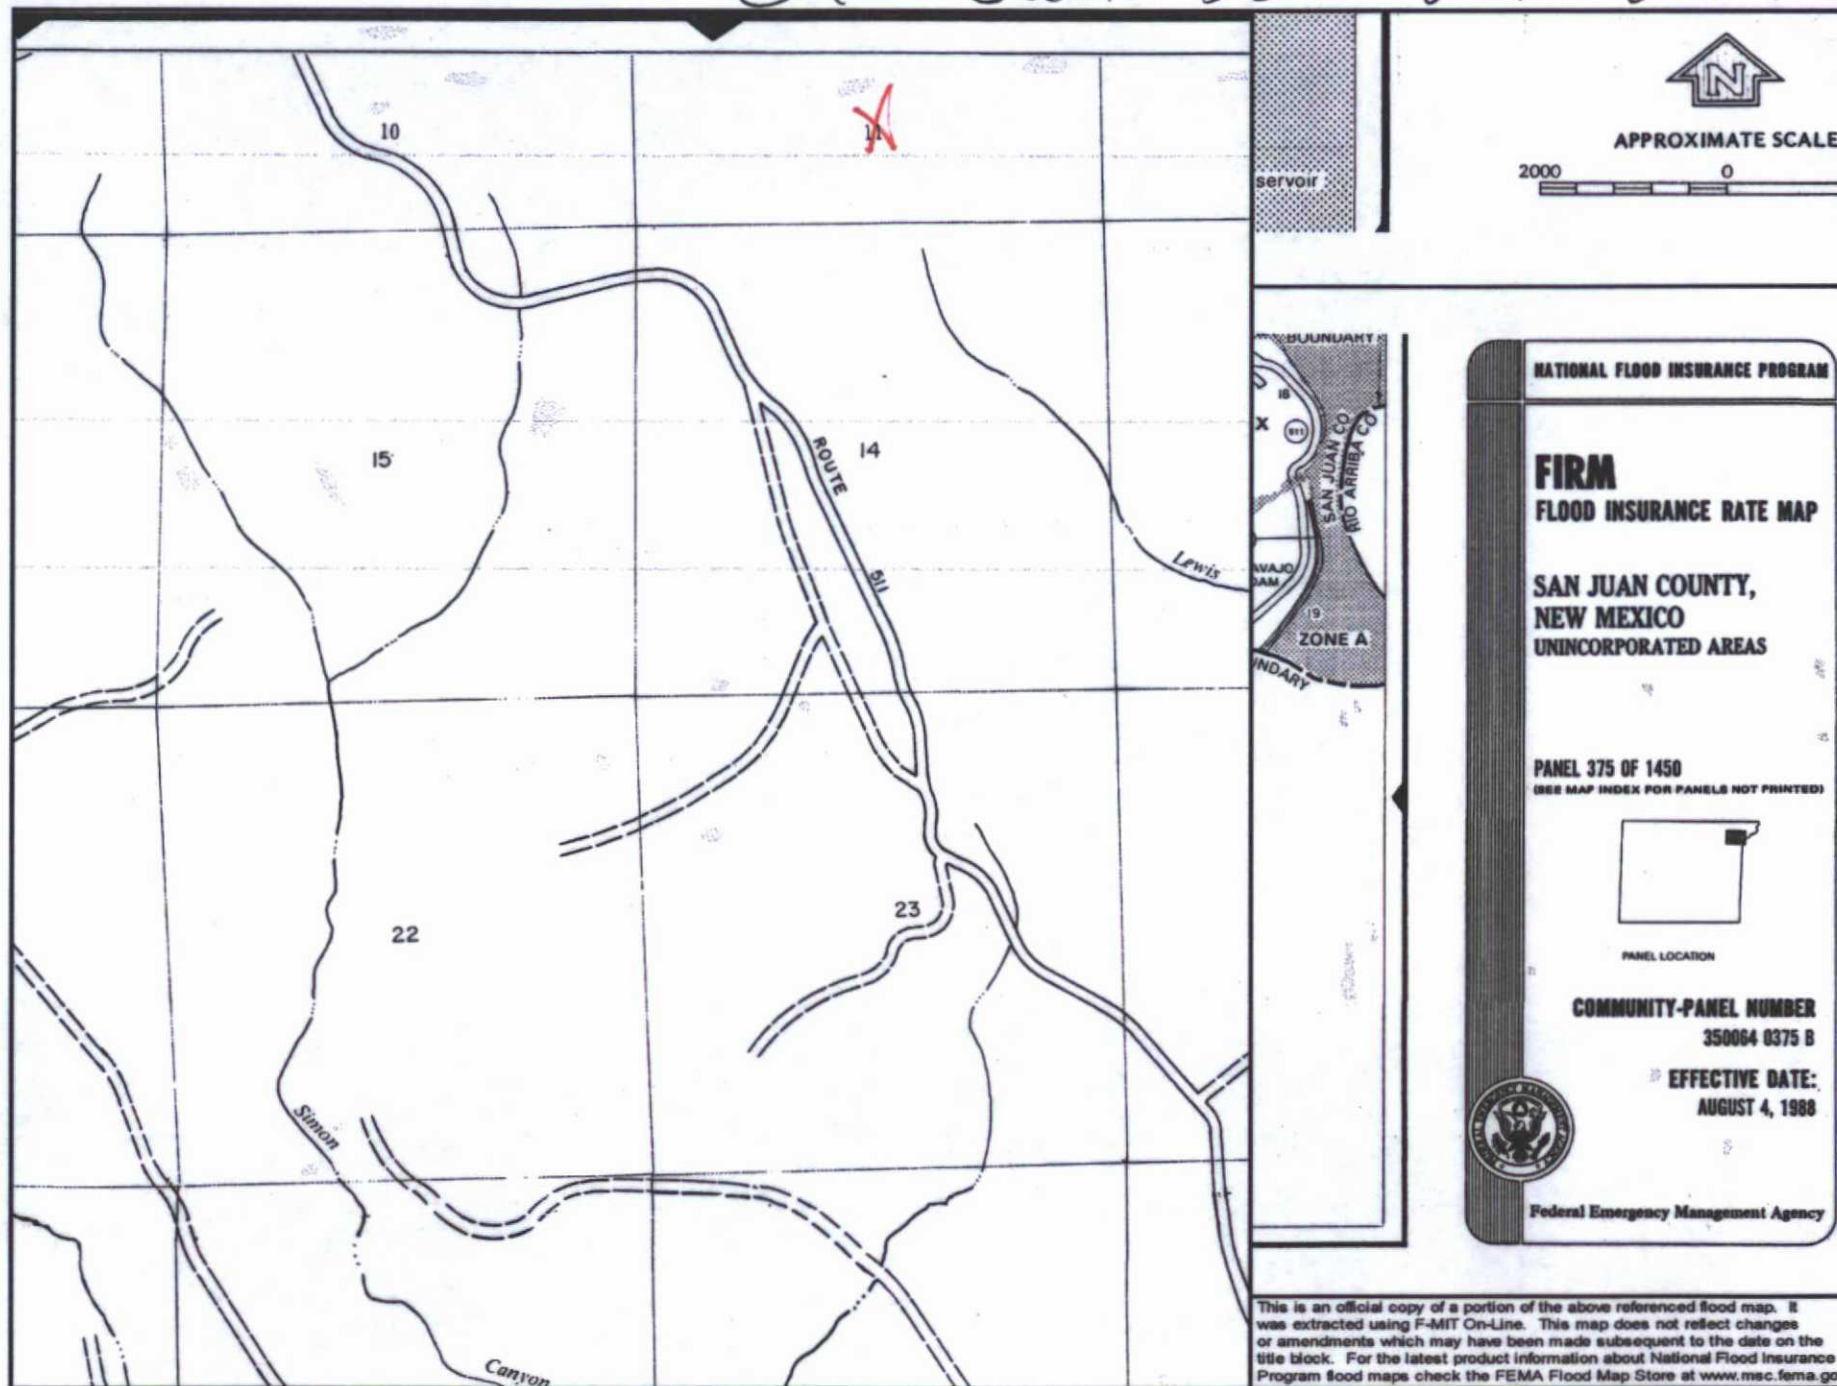 10
11
15
14
ROUTE
511
Lewis
22
23
Simon
Canyon
servoir
N
APPROXIMATE SCALE
2000 0
BOUNDARY
18
X
511
SAN JUAN CO
RIO ARRIBA CO
AVAJO
DAM
19
ZONE A
NDARY
NATIONAL FLOOD INSURANCE PROGRAM
FIRM
FLOOD INSURANCE RATE MAP
SAN JUAN COUNTY,
NEW MEXICO
UNINCORPORATED AREAS
PANEL 375 OF 1450
(SEE MAP INDEX FOR PANELS NOT PRINTED)
PANEL LOCATION
COMMUNITY-PANEL NUMBER
350064 0375 B
EFFECTIVE DATE:
AUGUST 4, 1988
Federal Emergency Management Agency
This is an official copy of a portion of the above referenced flood map. It
was extracted using F-MIT On-Line. This map does not reflect changes
or amendments which may have been made subsequent to the date on the
title block. For the latest product information about National Flood Insurance
Program flood maps check the FEMA Flood Map Store at www.msc.fema.go